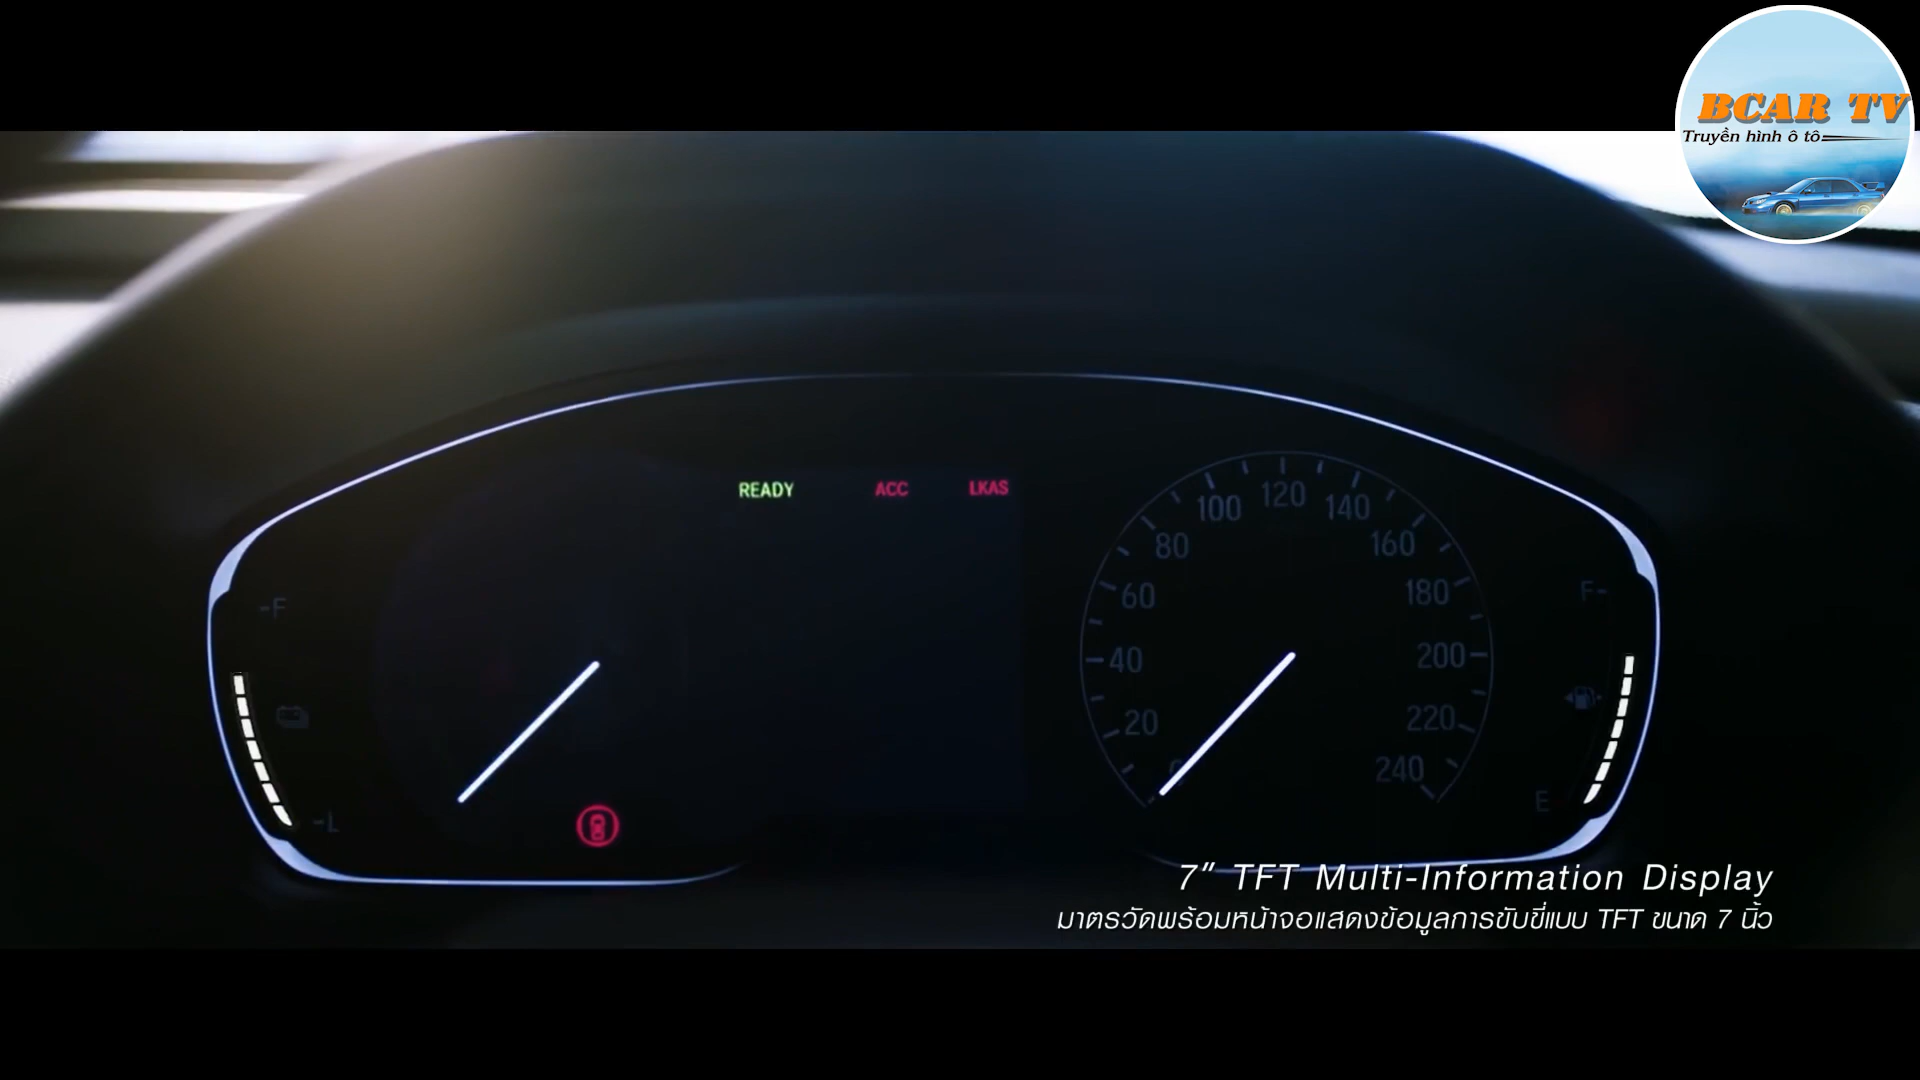 BCAR TV
Truyền hình ô tô
READY ACC LKAS
100 120 140
80 160
60 180
-F F-
40 200
20 220
240
-L E
7" TFT Multi-Information Display
มาตรวัดพร้อมหน้าจอแสดงข้อมูลการขับขี่แบบ TFT ขนาด 7 นิ้ว